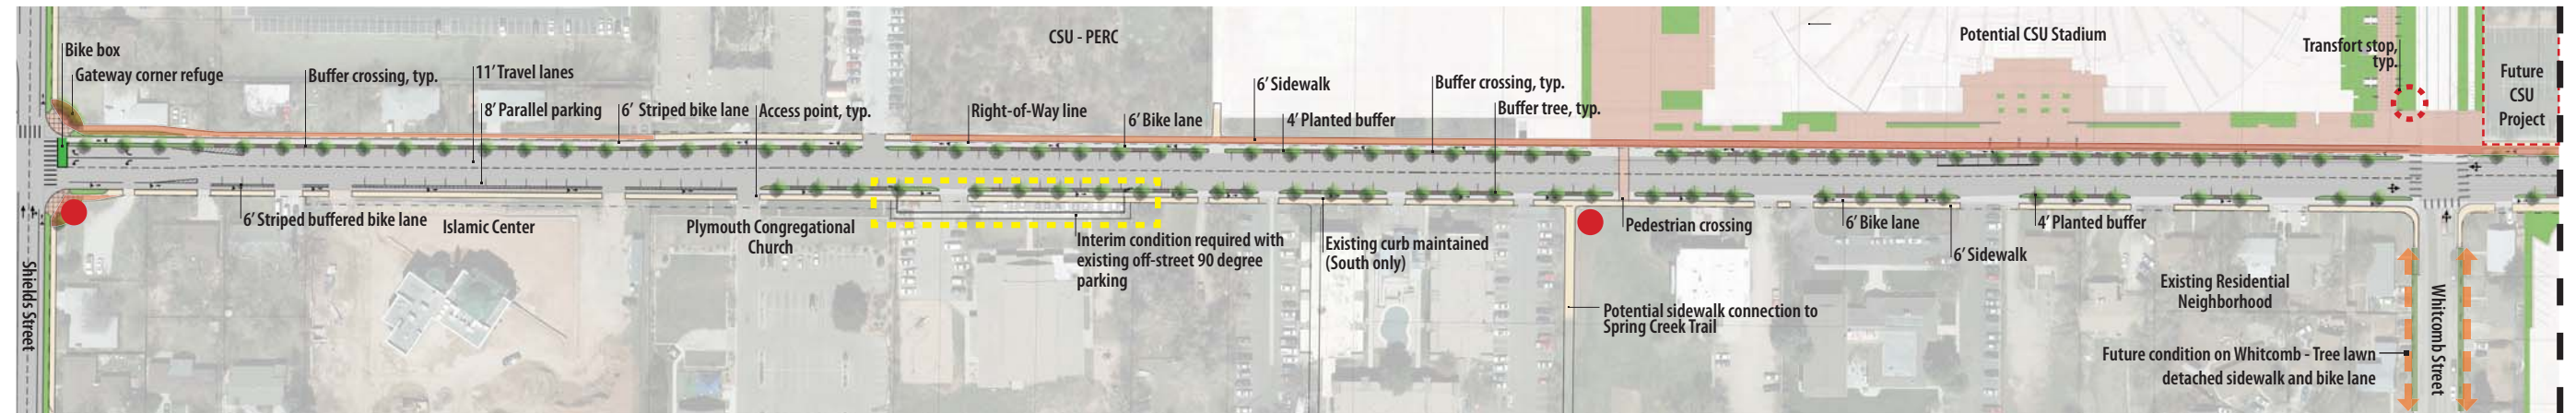 Bike box
Gateway corner refuge
Buffer crossing, typ.
11' Travel lanes
8' Parallel parking
6' Striped bike lane
Access point, typ.
CSU - PERC
Right-of-Way line
6' Bike lane
6' Sidewalk
4' Planted buffer
Buffer crossing, typ.
Buffer tree, typ.
Potential CSU Stadium
Transfort stop,
typ.
Future
CSU
Project
Shields Street
6' Striped buffered bike lane
Islamic Center
Plymouth Congregational
Church
Interim condition required with
existing off-street 90 degree
parking
Existing curb maintained
(South only)
Pedestrian crossing
Potential sidewalk connection to
Spring Creek Trail
6' Bike lane
6' Sidewalk
4' Planted buffer
Existing Residential
Neighborhood
Future condition on Whitcomb - Tree lawn
detached sidewalk and bike lane
Whitcomb Street